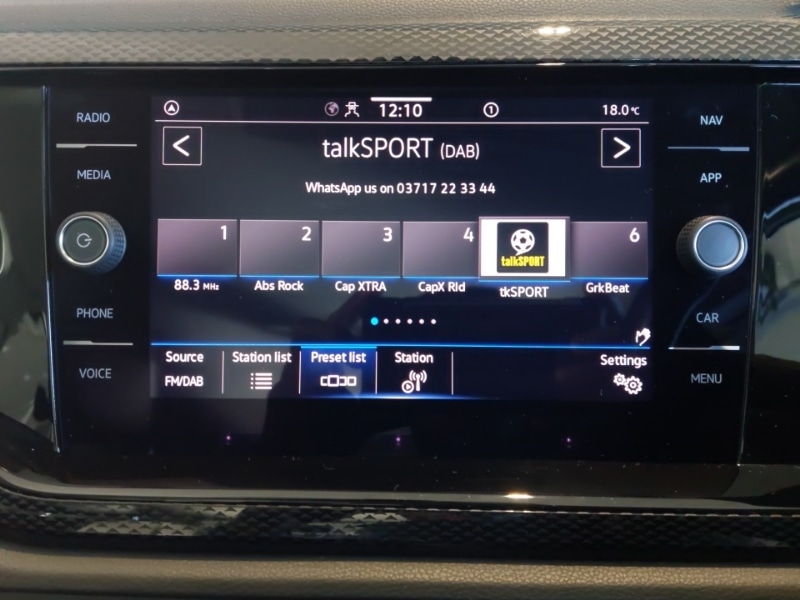 RADIO
MEDIA
PHONE
VOICE
12:10
1
18.0°C
< talkSPORT (DAB) >
WhatsApp us on 03717 22 33 44
1 2 3 4 talkSPORT 6
88.3 MHz Abs Rock Cap XTRA CapX Rld tkSPORT GrkBeat
Source Station list Preset list Station Settings
FM/DAB
NAV
APP
CAR
MENU